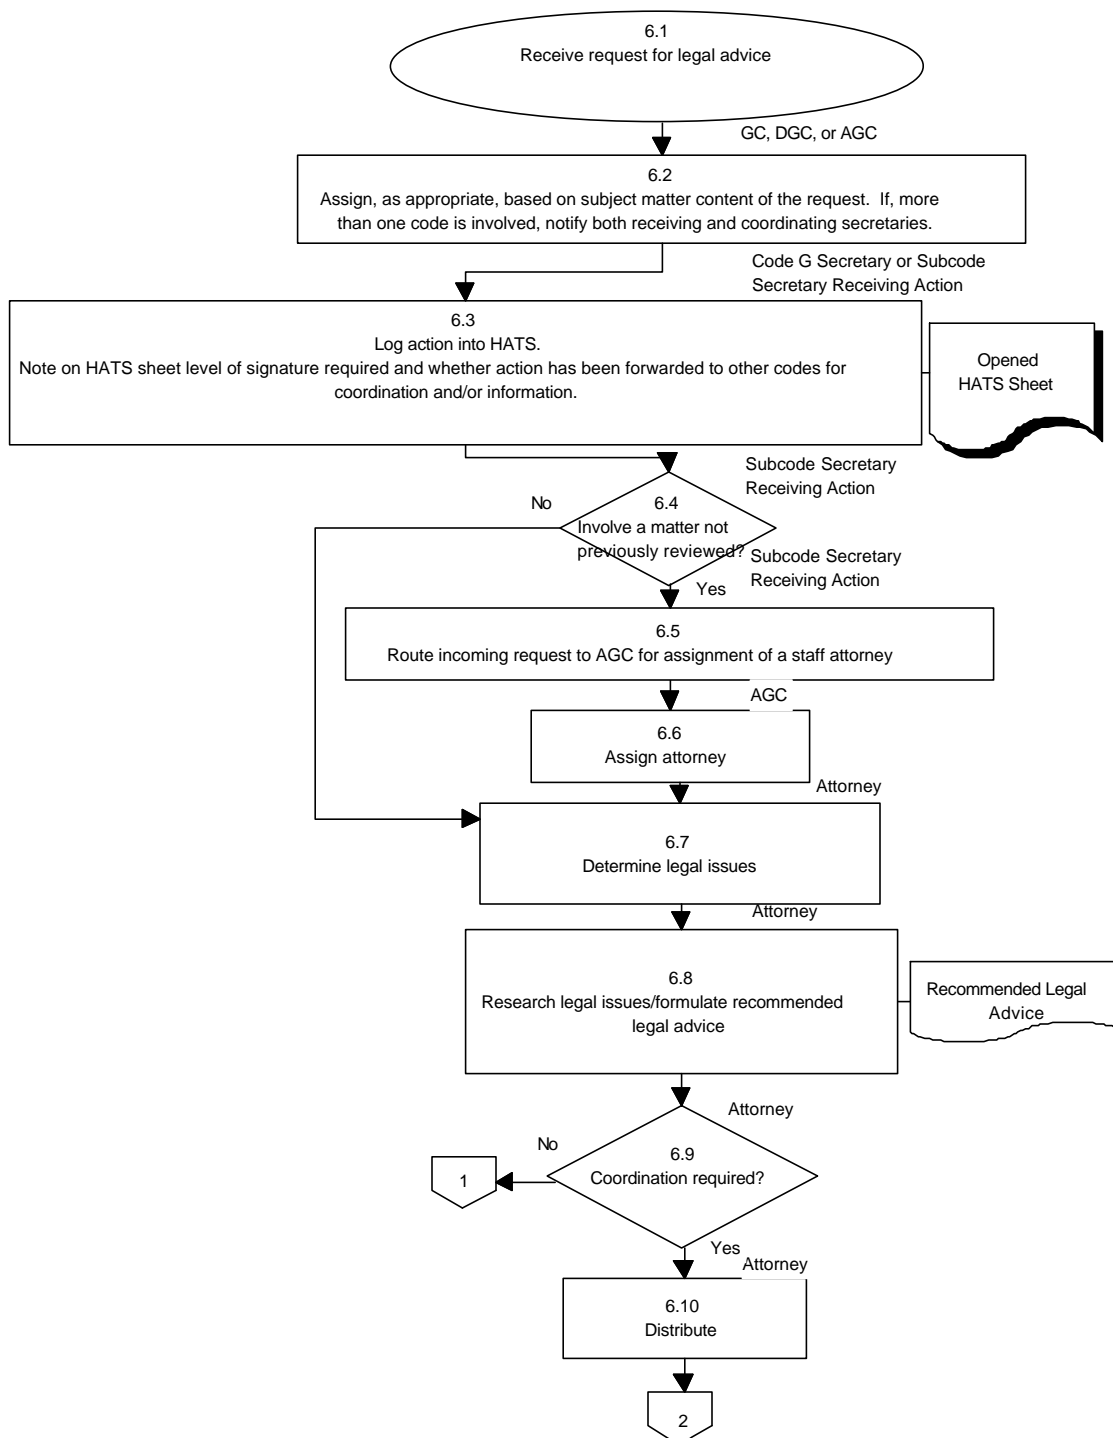 6.1
Receive request for legal advice
GC, DGC, or AGC
6.2
Assign, as appropriate, based on subject matter content of the request. If, more
than one code is involved, notify both receiving and coordinating secretaries.
Code G Secretary or Subcode
Secretary Receiving Action
6.3
Log action into HATS.
Note on HATS sheet level of signature required and whether action has been forwarded to other codes for
coordination and/or information.
Opened
HATS Sheet
Subcode Secretary
Receiving Action
No
6.4
Involve a matter not
previously reviewed?
Subcode Secretary
Receiving Action
Yes
6.5
Route incoming request to AGC for assignment of a staff attorney
AGC
6.6
Assign attorney
Attorney
6.7
Determine legal issues
Attorney
6.8
Research legal issues/formulate recommended
legal advice
Recommended Legal
Advice
Attorney
No
6.9
Coordination required?
1
Yes
Attorney
6.10
Distribute
2